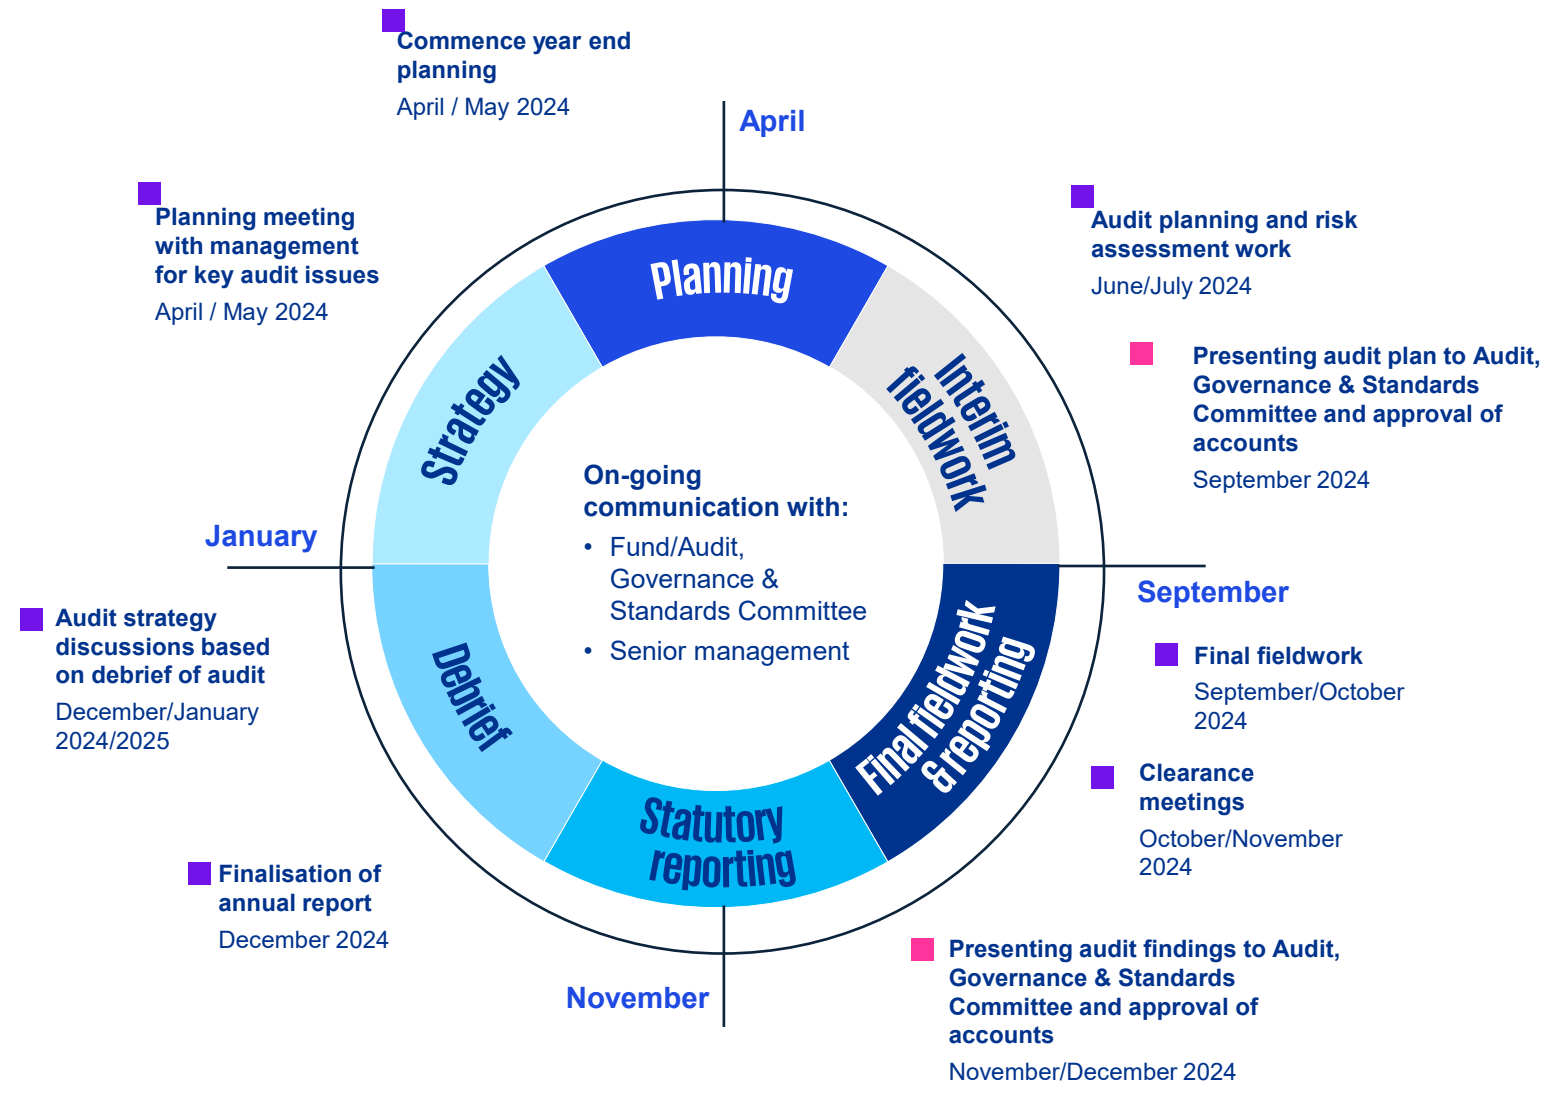 Commence year end
planning
April / May 2024
April
Planning meeting
with management
for key audit issues
April / May 2024
Audit planning and risk
assessment work
June/July 2024
Presenting audit plan to Audit,
Governance & Standards
Committee and approval of
accounts
September 2024
Planning
Interim
fieldwork
Strategy
On-going
communication with:
• Fund/Audit,
Governance &
Standards Committee
• Senior management
January
September
Audit strategy
discussions based
on debrief of audit
December/January
2024/2025
Debrief
Final fieldwork
& reporting
Final fieldwork
September/October
2024
Clearance
meetings
October/November
2024
Statutory
reporting
Finalisation of
annual report
December 2024
November
Presenting audit findings to Audit,
Governance & Standards
Committee and approval of
accounts
November/December 2024